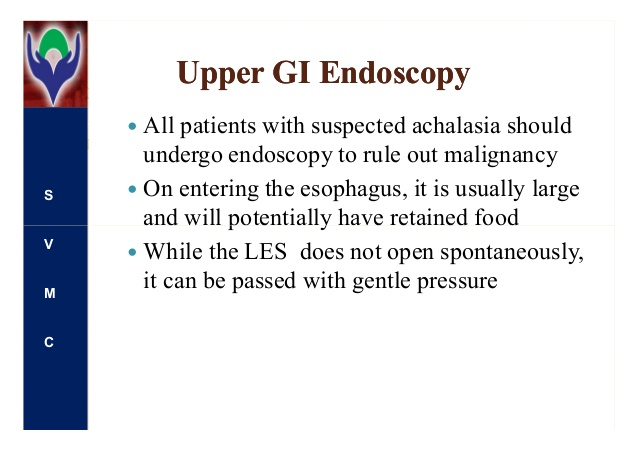 Upper GI Endoscopy
• All patients with suspected achalasia should
undergo endoscopy to rule out malignancy
• On entering the esophagus, it is usually large
and will potentially have retained food
• While the LES does not open spontaneously,
it can be passed with gentle pressure
S
V
M
C